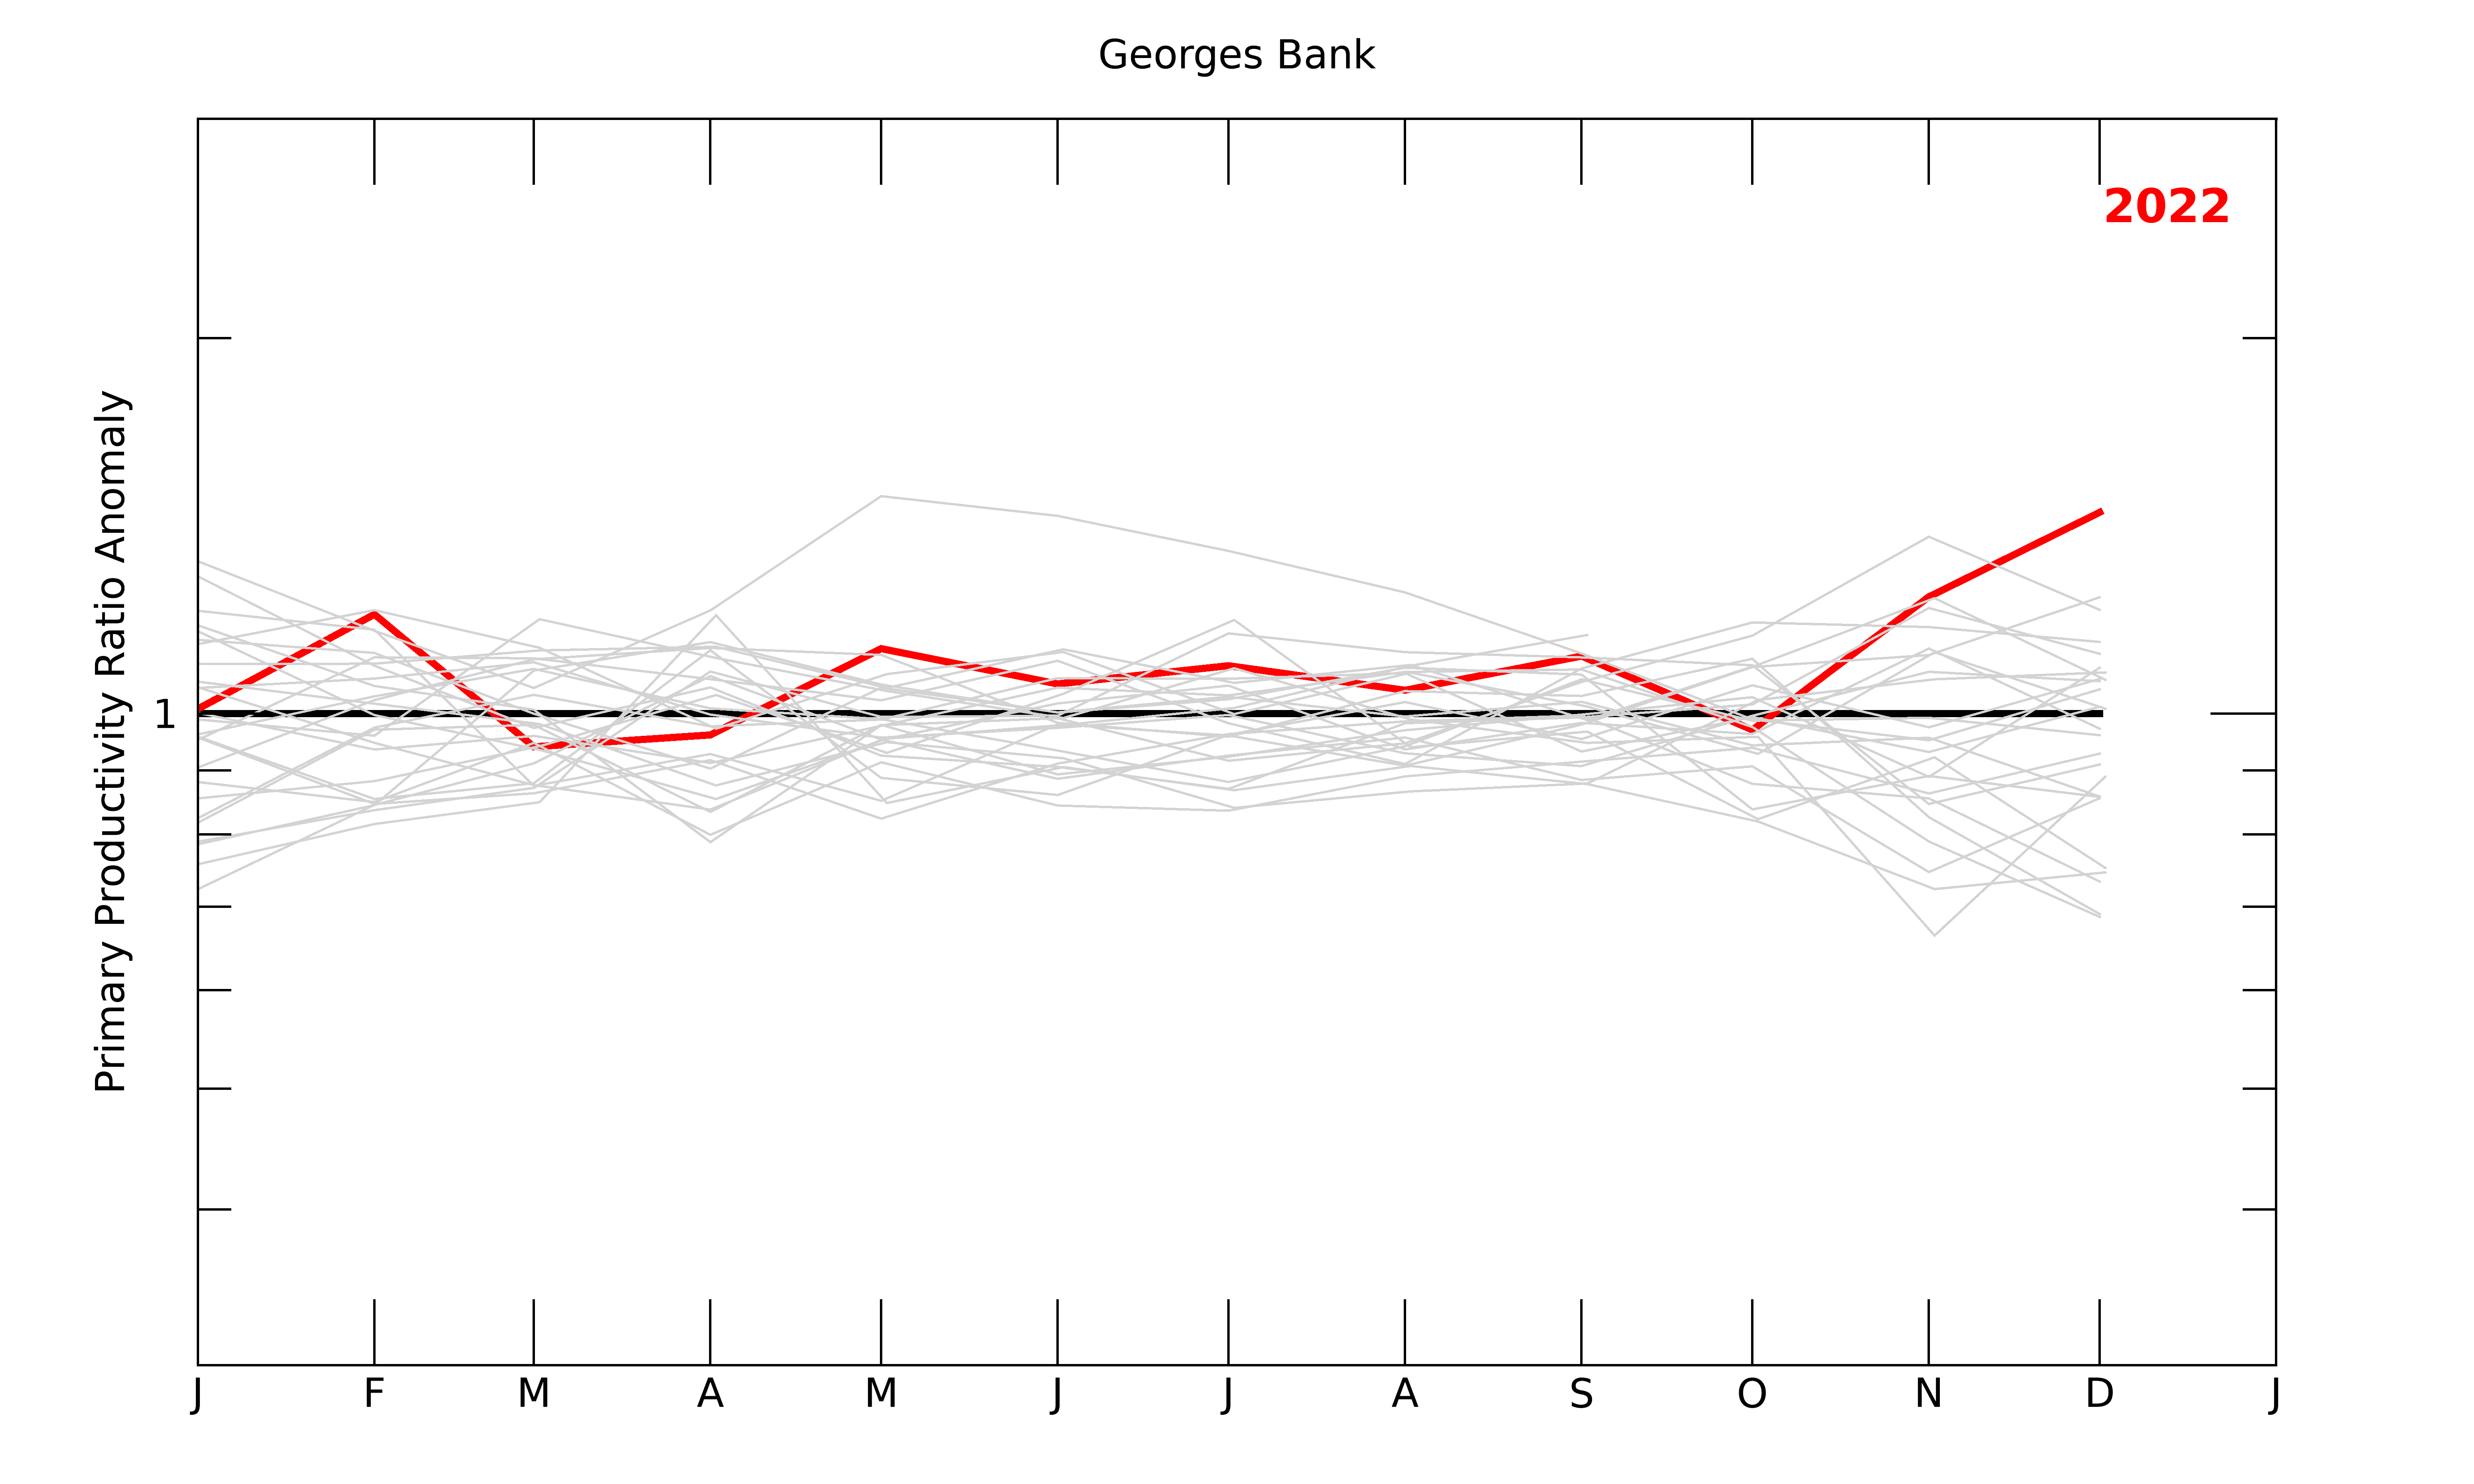 Georges Bank
2022
Primary Productivity Ratio Anomaly
1
J F M A M J J A S O N D J